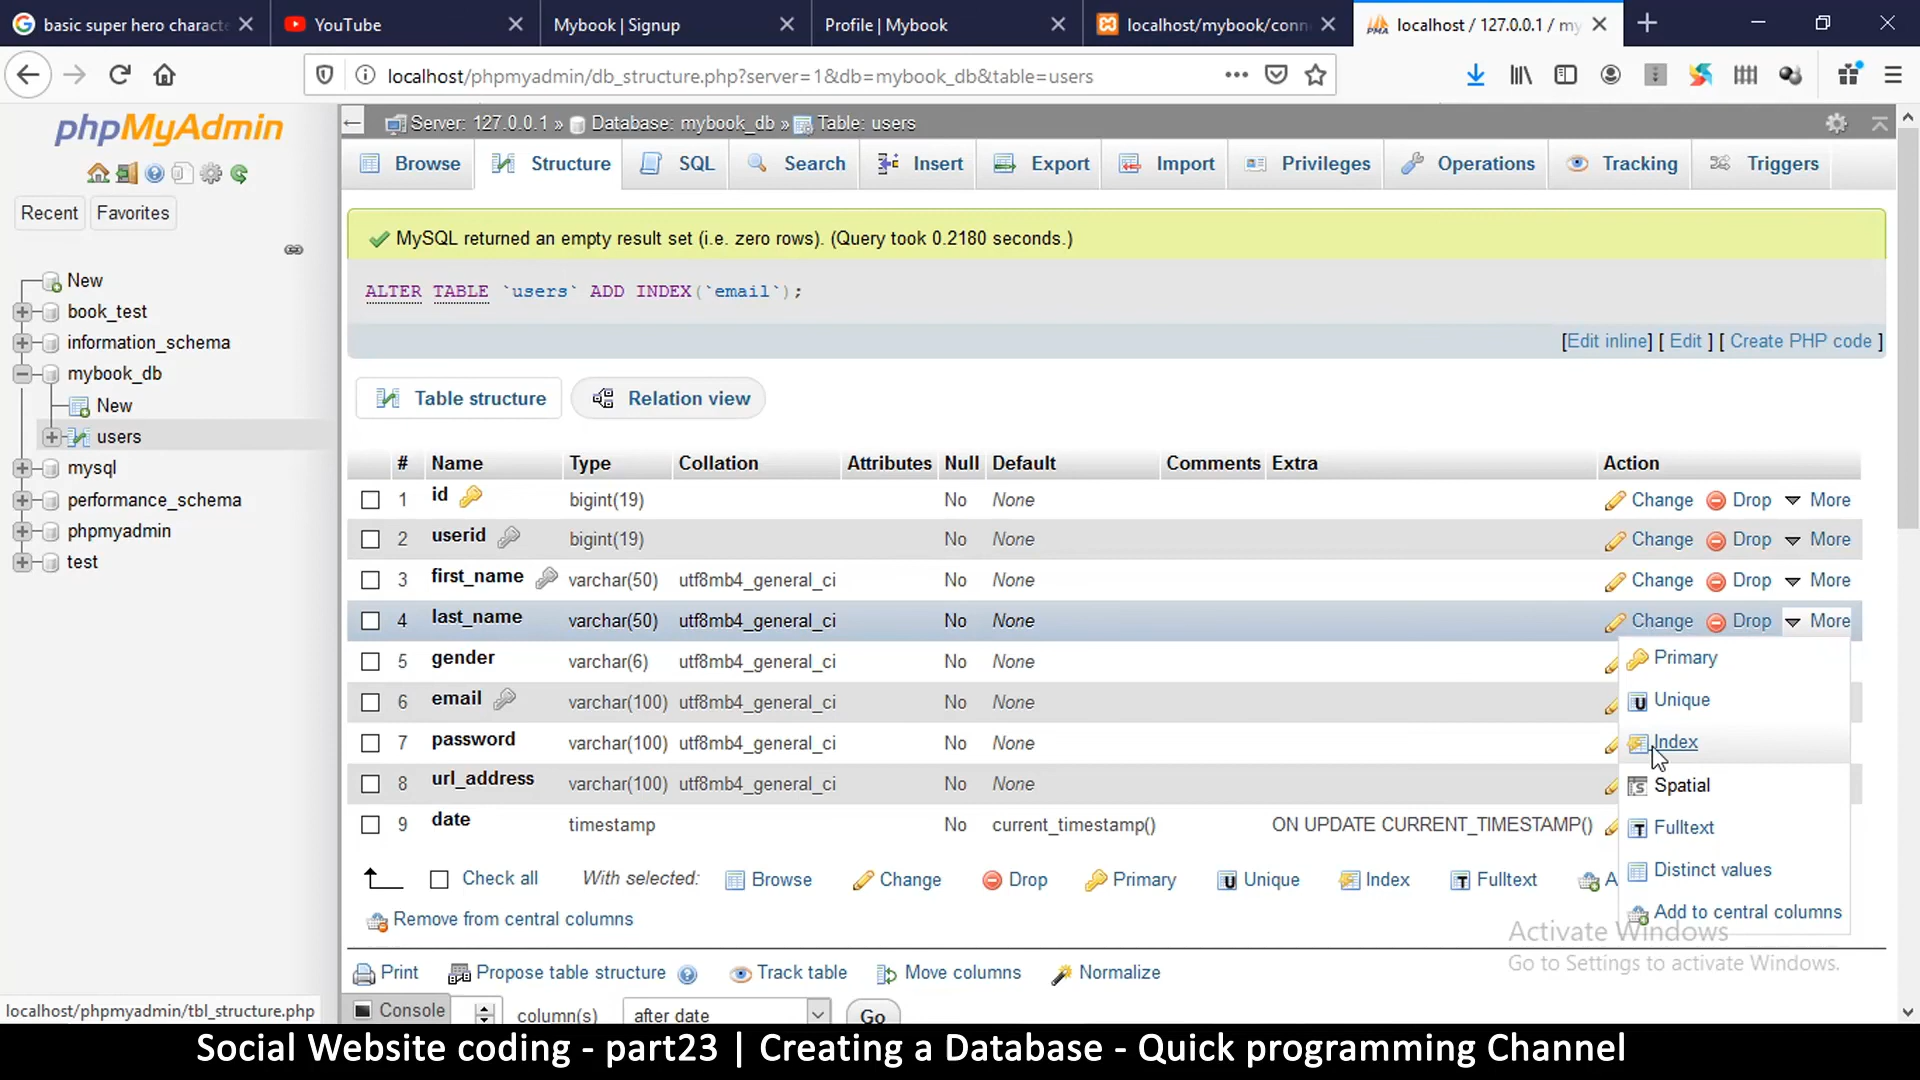 basic super hero characte
YouTube
Mybook | Signup
Profile | Mybook
localhost/mybook/conn
localhost / 127.0.0.1 / my
localhost/phpmyadmin/db_structure.php?server=1&db=mybook_db&table=users
phpMyAdmin
Recent
Favorites
New
book_test
information_schema
mybook_db
New
users
mysql
performance_schema
phpmyadmin
test
Server: 127.0.0.1 » Database: mybook_db » Table: users
Browse
Structure
SQL
Search
Insert
Export
Import
Privileges
Operations
Tracking
Triggers
MySQL returned an empty result set (i.e. zero rows). (Query took 0.2180 seconds.)
ALTER TABLE `users` ADD INDEX(`email`);
[Edit inline] [ Edit ] [ Create PHP code ]
Table structure
Relation view
# Name Type Collation Attributes Null Default Comments Extra Action
1 id bigint(19) No None Change Drop More
2 userid bigint(19) No None Change Drop More
3 first_name varchar(50) utf8mb4_general_ci No None Change Drop More
4 last_name varchar(50) utf8mb4_general_ci No None Change Drop More
5 gender varchar(6) utf8mb4_general_ci No None
6 email varchar(100) utf8mb4_general_ci No None
7 password varchar(100) utf8mb4_general_ci No None
8 url_address varchar(100) utf8mb4_general_ci No None
9 date timestamp No current_timestamp() ON UPDATE CURRENT_TIMESTAMP()
Primary
Unique
Index
Spatial
Fulltext
Distinct values
Add to central columns
Check all With selected: Browse Change Drop Primary Unique Index Fulltext A
Remove from central columns
Activate Windows
Go to Settings to activate Windows.
Print Propose table structure Track table Move columns Normalize
localhost/phpmyadmin/tbl_structure.php
Console
column(s)
after date
Go
Social Website coding - part23 | Creating a Database - Quick programming Channel